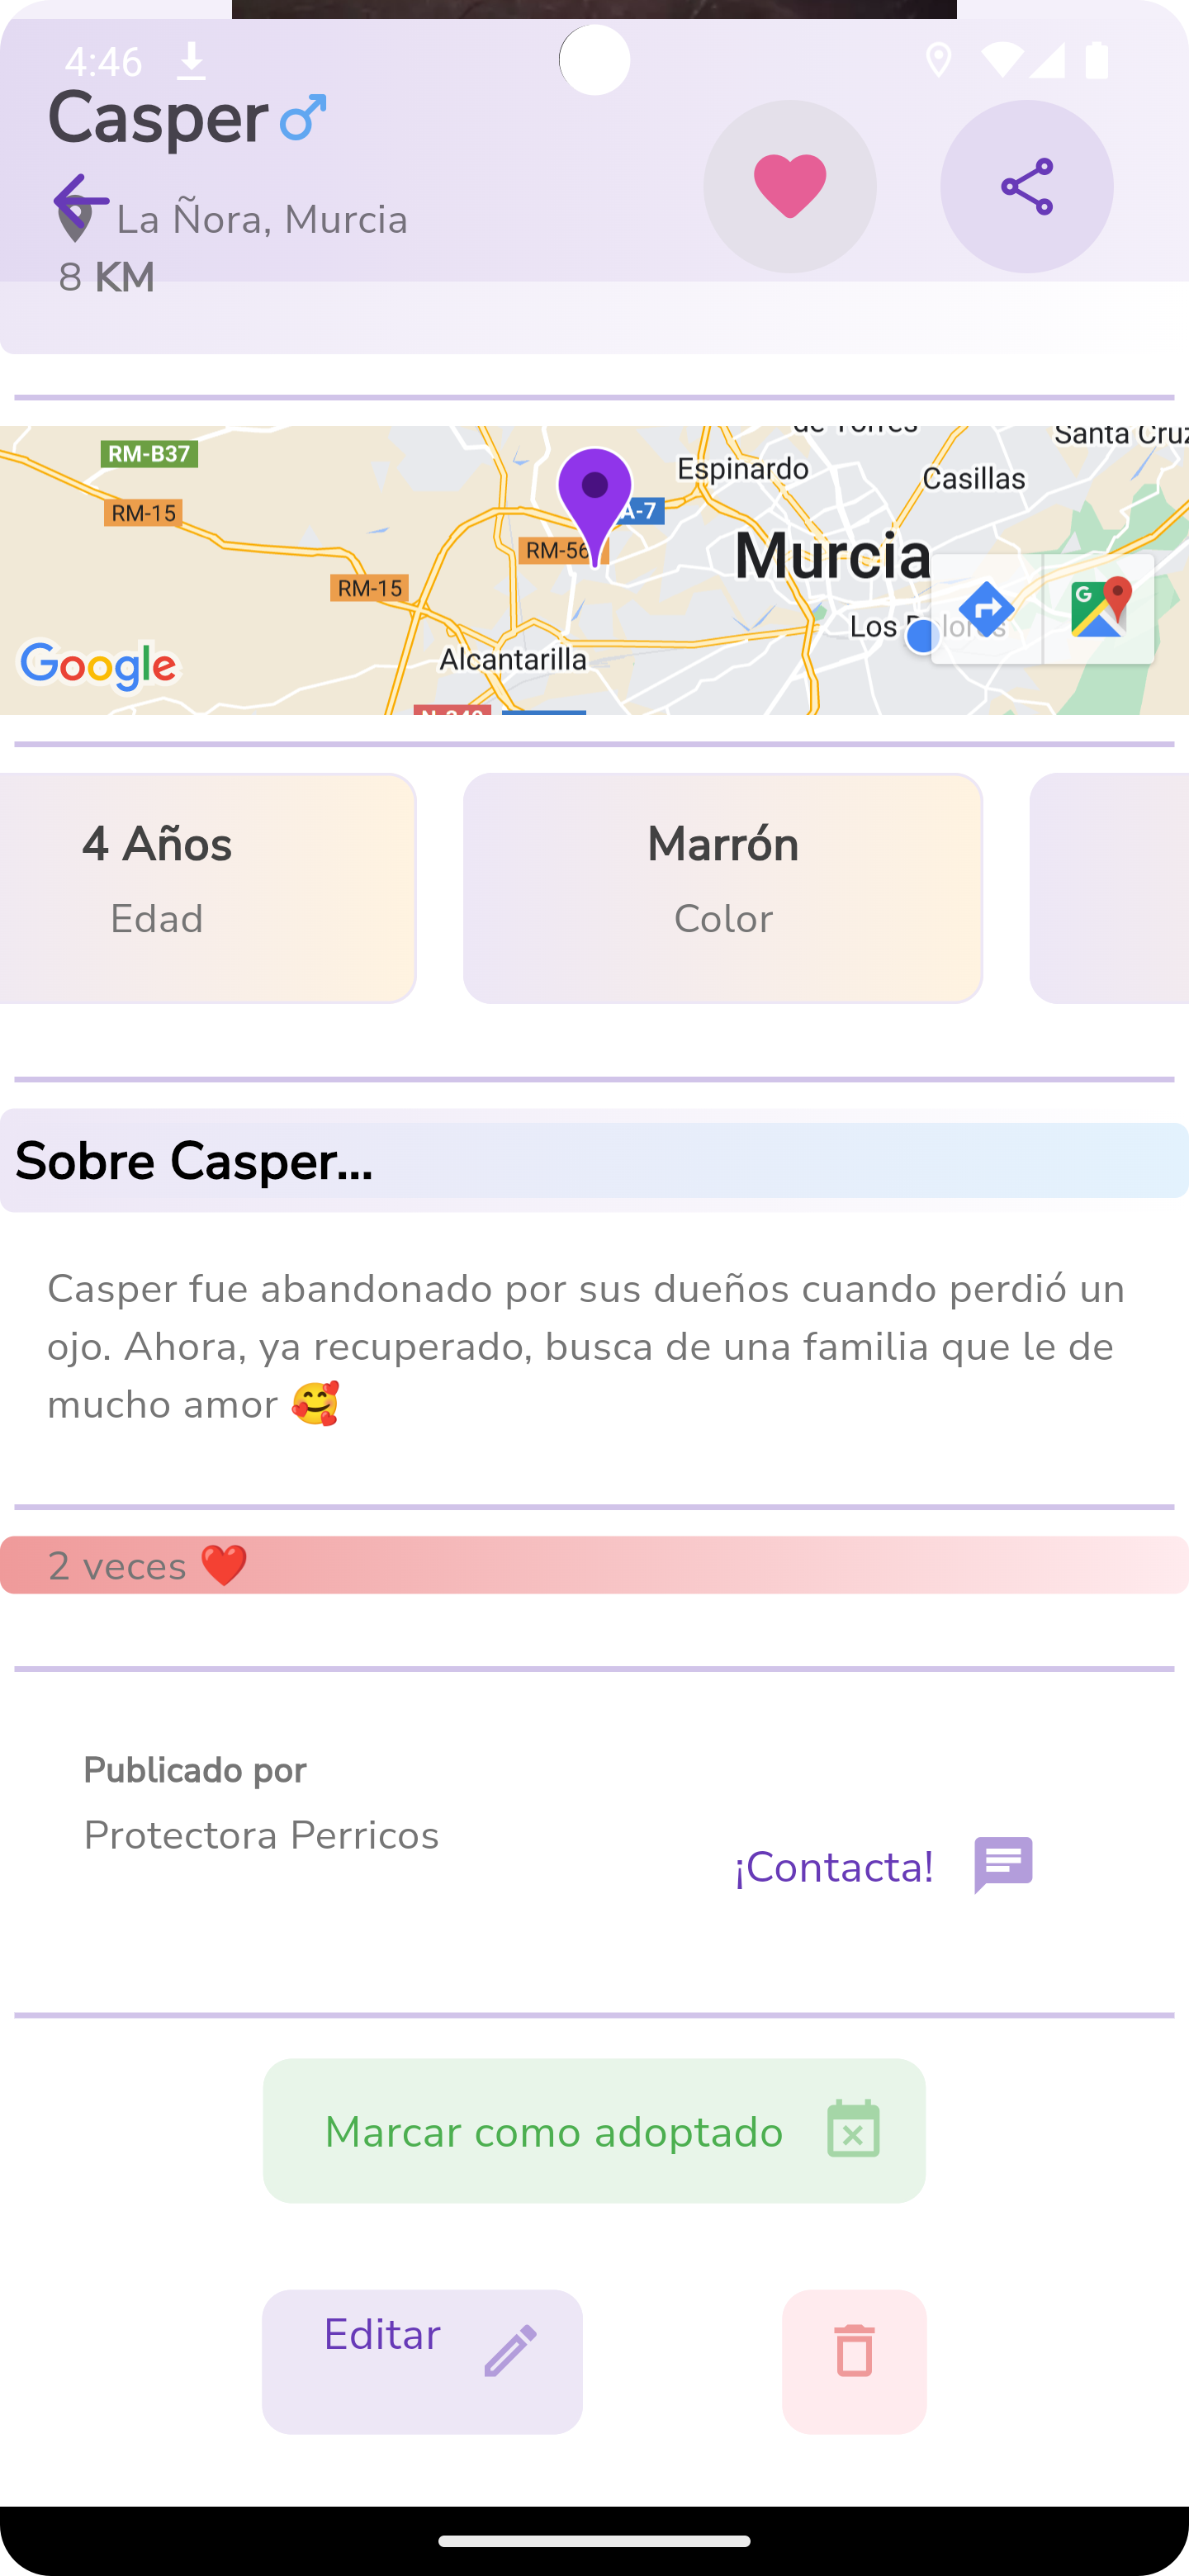 4:46
Casper
La Ñora, Murcia
8 KM
RM-B37
RM-15
RM-15
RM-56
A-7
Espinardo
Casillas
Santa Cruz
Murcia
Los
Alcantarilla
Google
4 Años
Edad
Marrón
Color
Sobre Casper...
Casper fue abandonado por sus dueños cuando perdió un
ojo. Ahora, ya recuperado, busca de una familia que le de
mucho amor 🥰
2 veces ❤️
Publicado por
Protectora Perricos
¡Contacta!
Marcar como adoptado
Editar